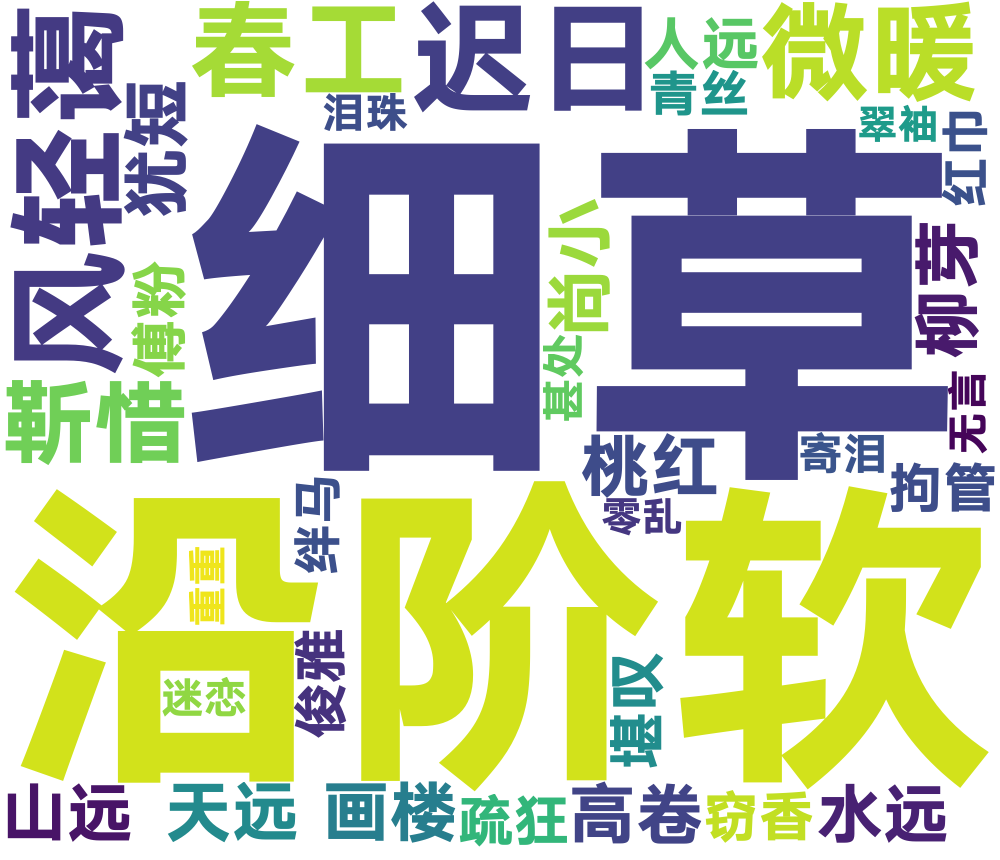 春工
迟日
人远
微暖
青丝
泪珠
翠袖
红巾
轻蔼
犹短
细草
尚小
柳芽
风
傅粉
靳惜
甚处
无言
桃红
寄泪
拘管
零乱
绊马
沿阶软
重重
迷恋
俊雅
堪叹
山远
天远
画楼
疏狂
高卷
窃香
水远